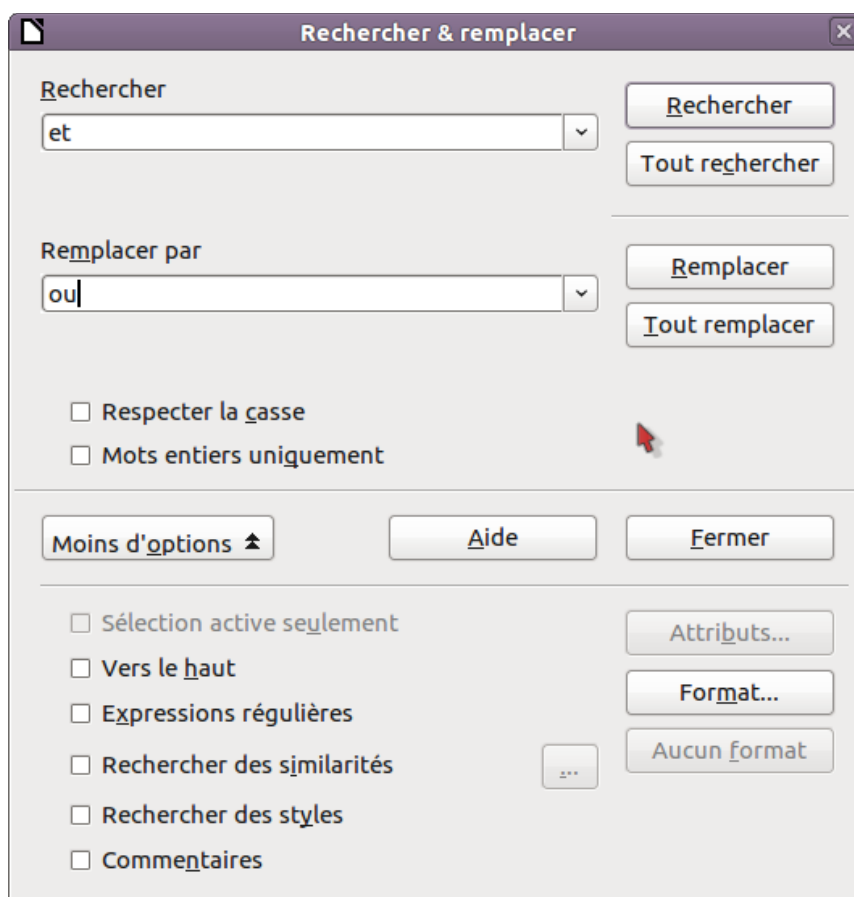 Rechercher & remplacer
Rechercher
et
Rechercher
Tout rechercher
Remplacer par
ou
Remplacer
Tout remplacer
Respecter la casse
Mots entiers uniquement
Moins d'options
Aide
Fermer
Sélection active seulement
Attributs...
Vers le haut
Format...
Expressions régulières
Aucun format
Rechercher des similarités
...
Rechercher des styles
Commentaires